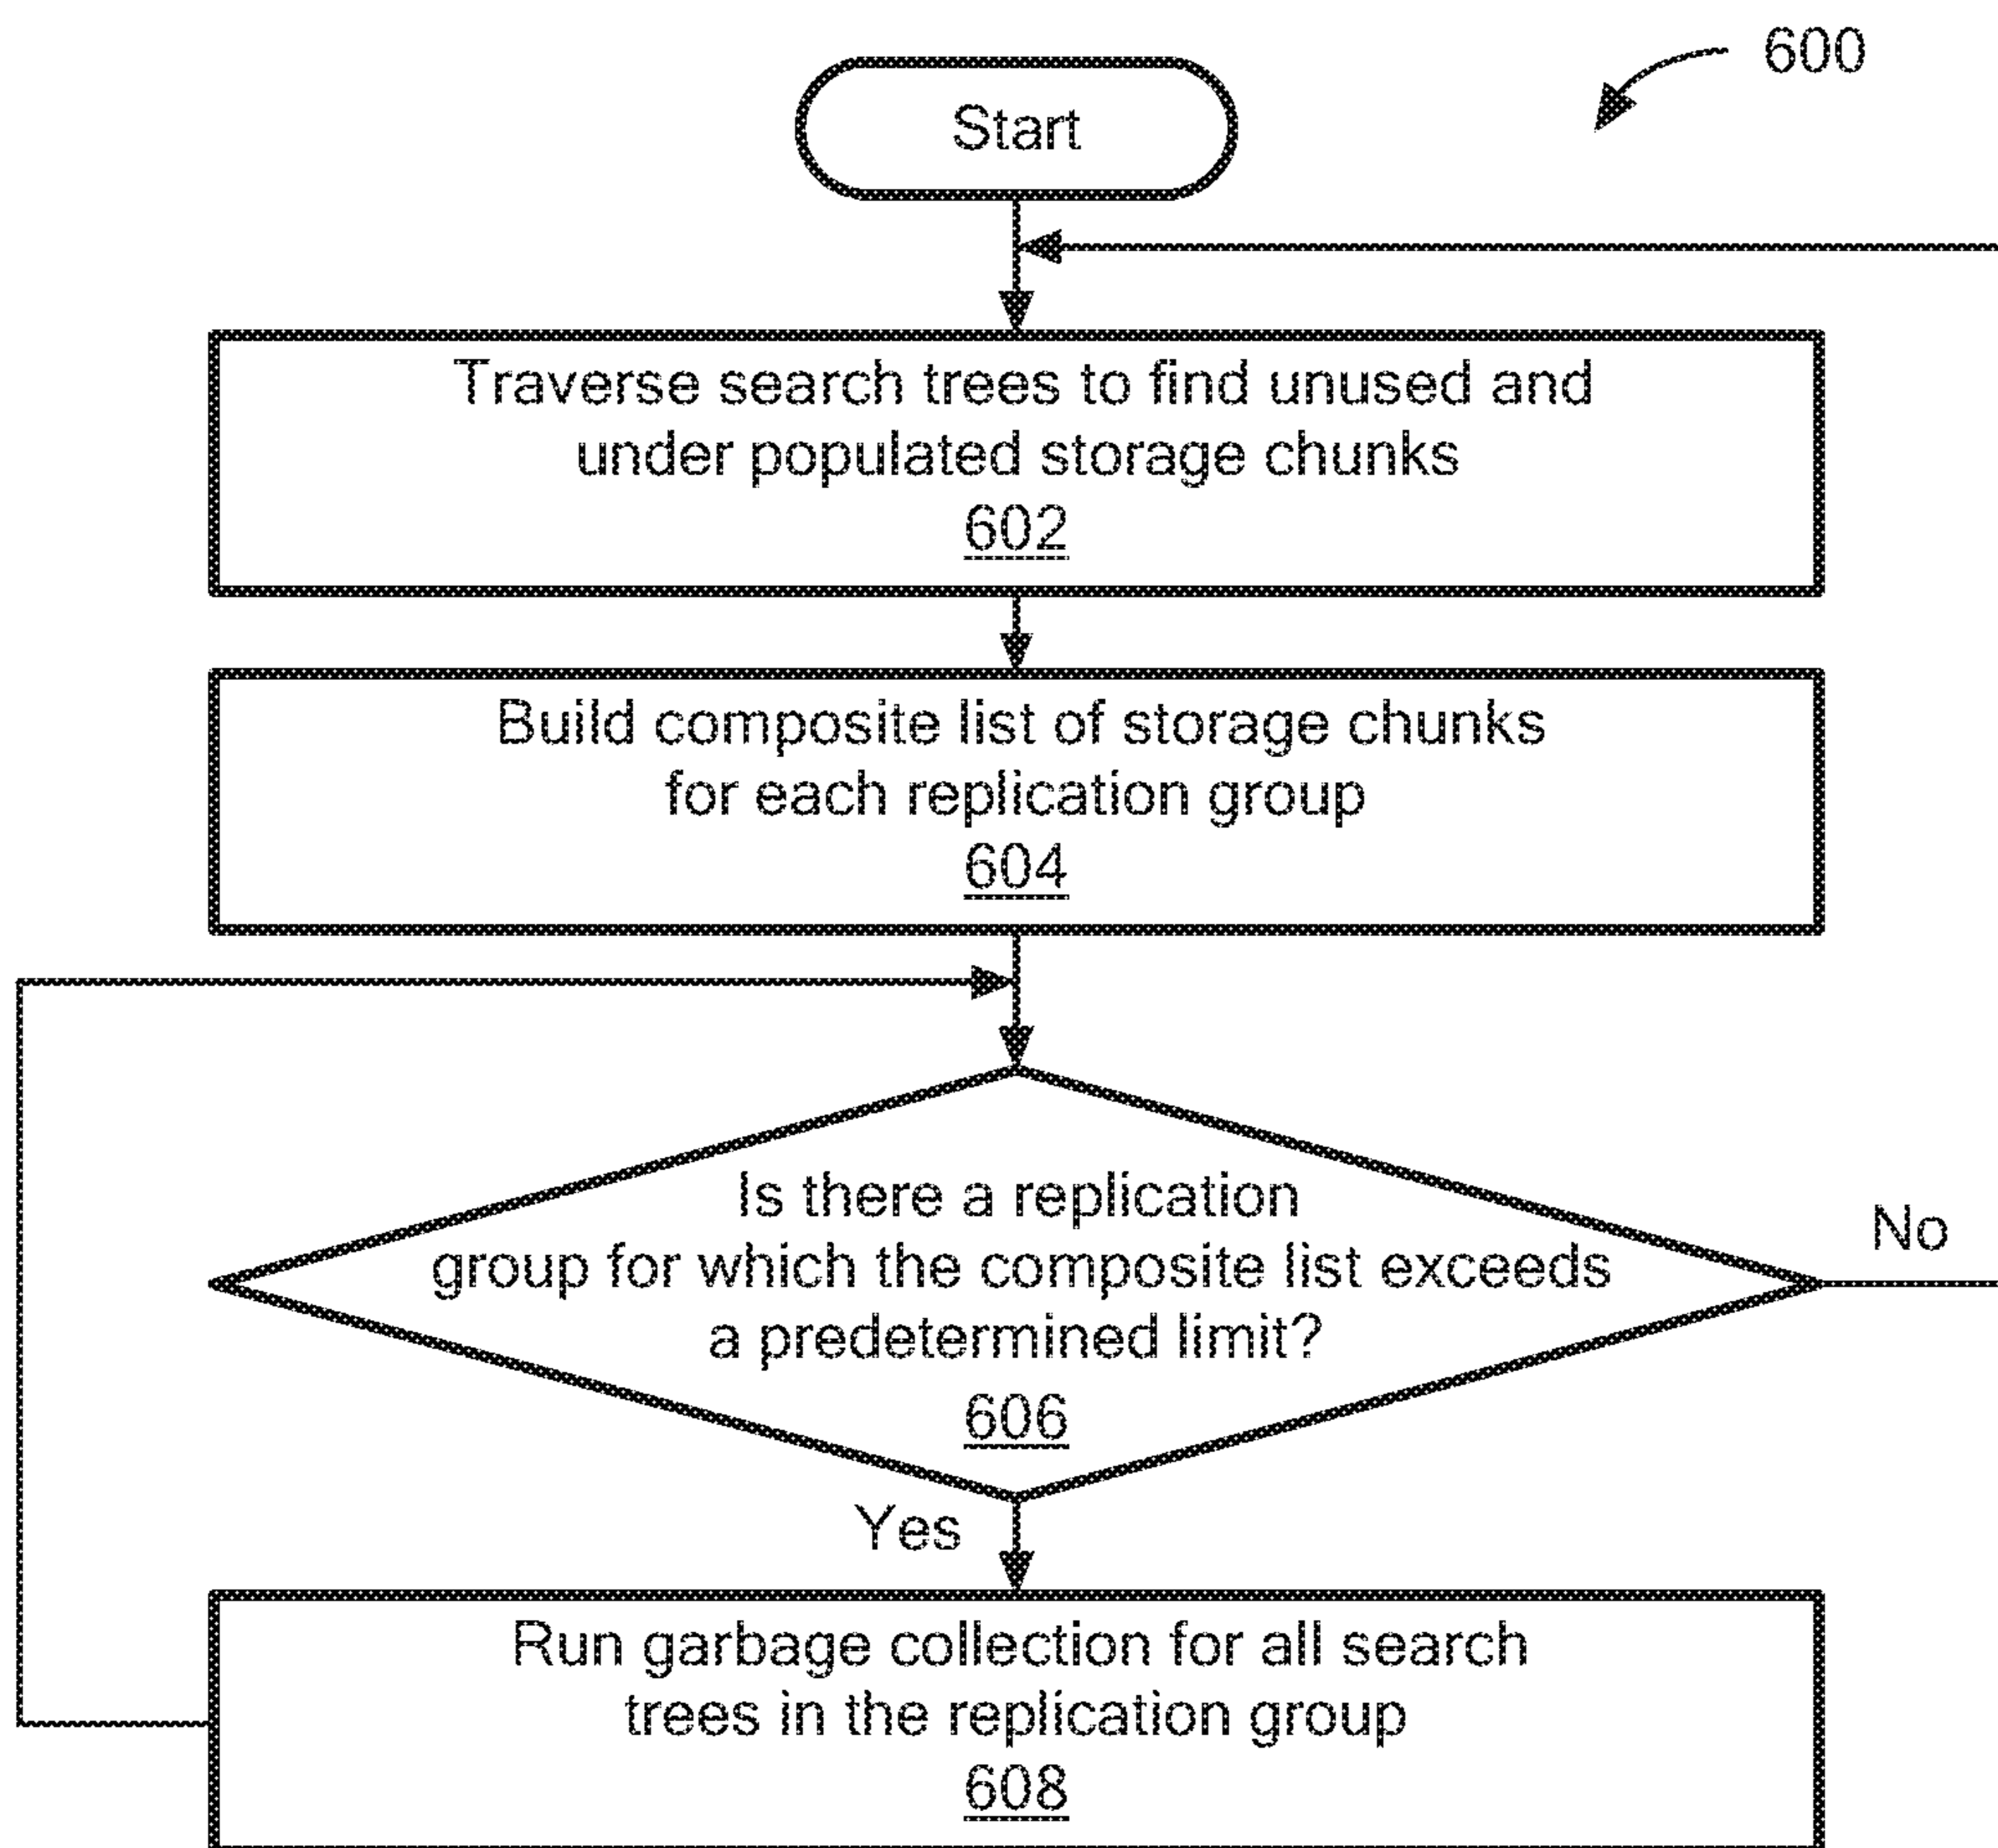 600
Start
Traverse search trees to find unused and
under populated storage chunks
602
Build composite list of storage chunks
for each replication group
604
Is there a replication
group for which the composite list exceeds
a predetermined limit?
606
No
Yes
Run garbage collection for all search
trees in the replication group
608